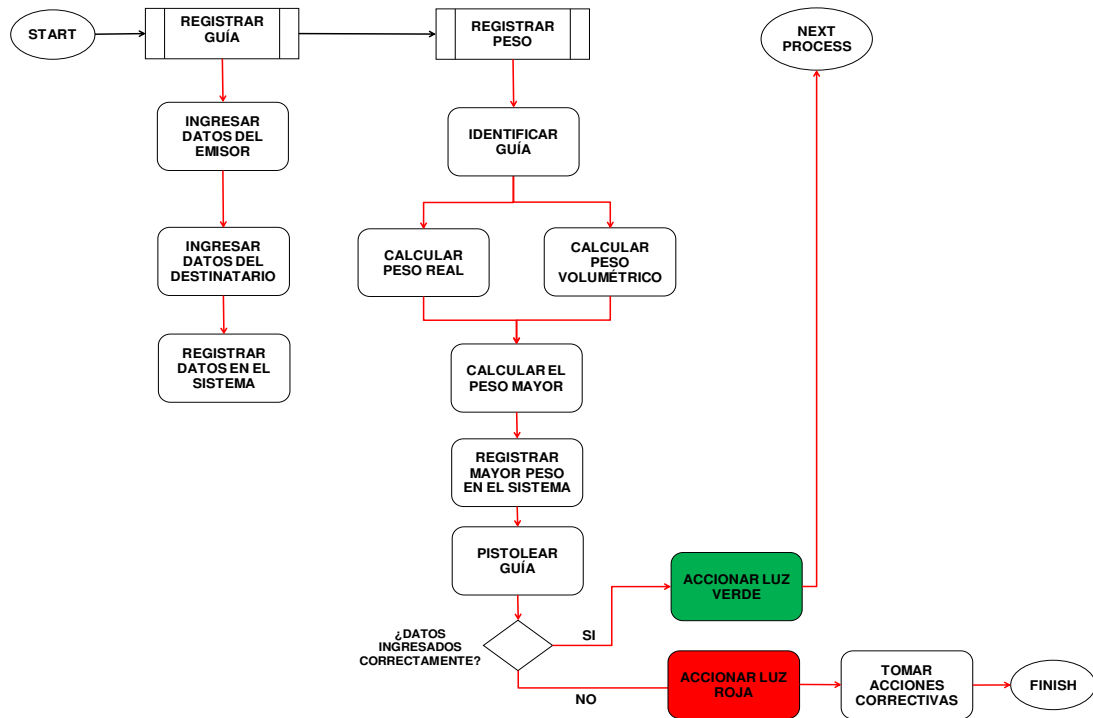 START
REGISTRAR
GUÍA
REGISTRAR
PESO
NEXT
PROCESS
INGRESAR
DATOS DEL
EMISOR
IDENTIFICAR
GUÍA
INGRESAR
DATOS DEL
DESTINATARIO
CALCULAR
PESO REAL
CALCULAR
PESO
VOLUMÉTRICO
REGISTRAR
DATOS EN EL
SISTEMA
CALCULAR EL
PESO MAYOR
REGISTRAR
MAYOR PESO
EN EL SISTEMA
PISTOLEAR
GUÍA
ACCIONAR LUZ
VERDE
¿DATOS
INGRESADOS
CORRECTAMENTE?
SI
NO
ACCIONAR LUZ
ROJA
TOMAR
ACCIONES
CORRECTIVAS
FINISH